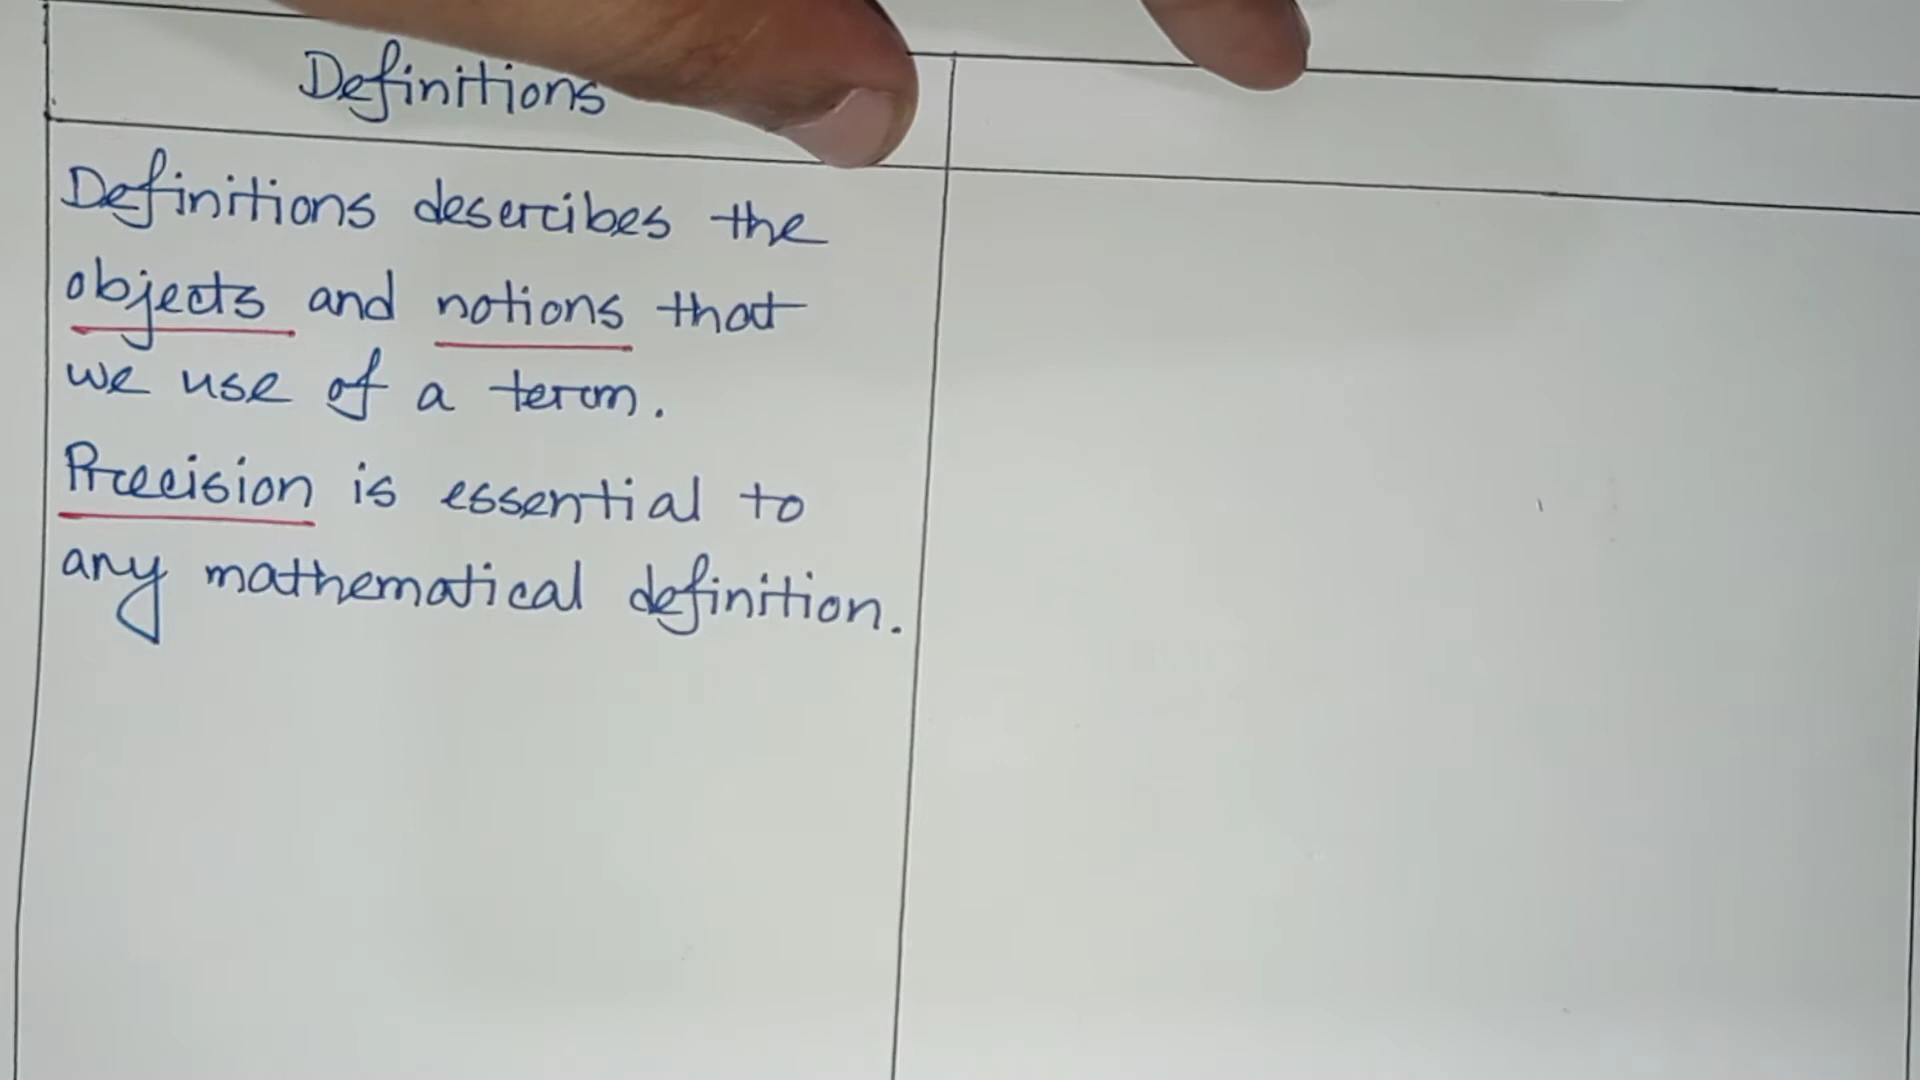 Definitions
Definitions describes the
objects and notions that
we use of a term.
Precision is essential to
any mathematical definition.